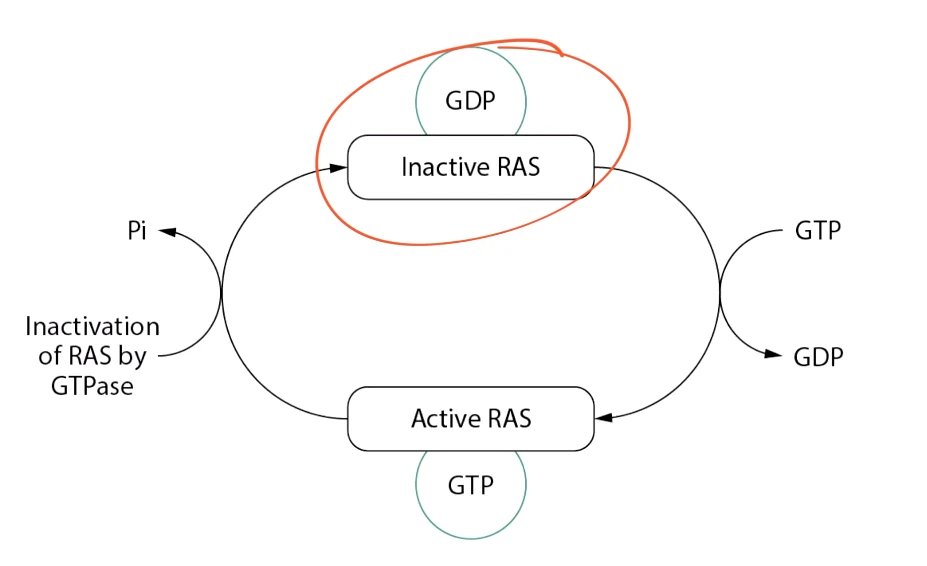 GDP
Inactive RAS
Pi
GTP
Inactivation
of RAS by
GTPase
GDP
Active RAS
GTP